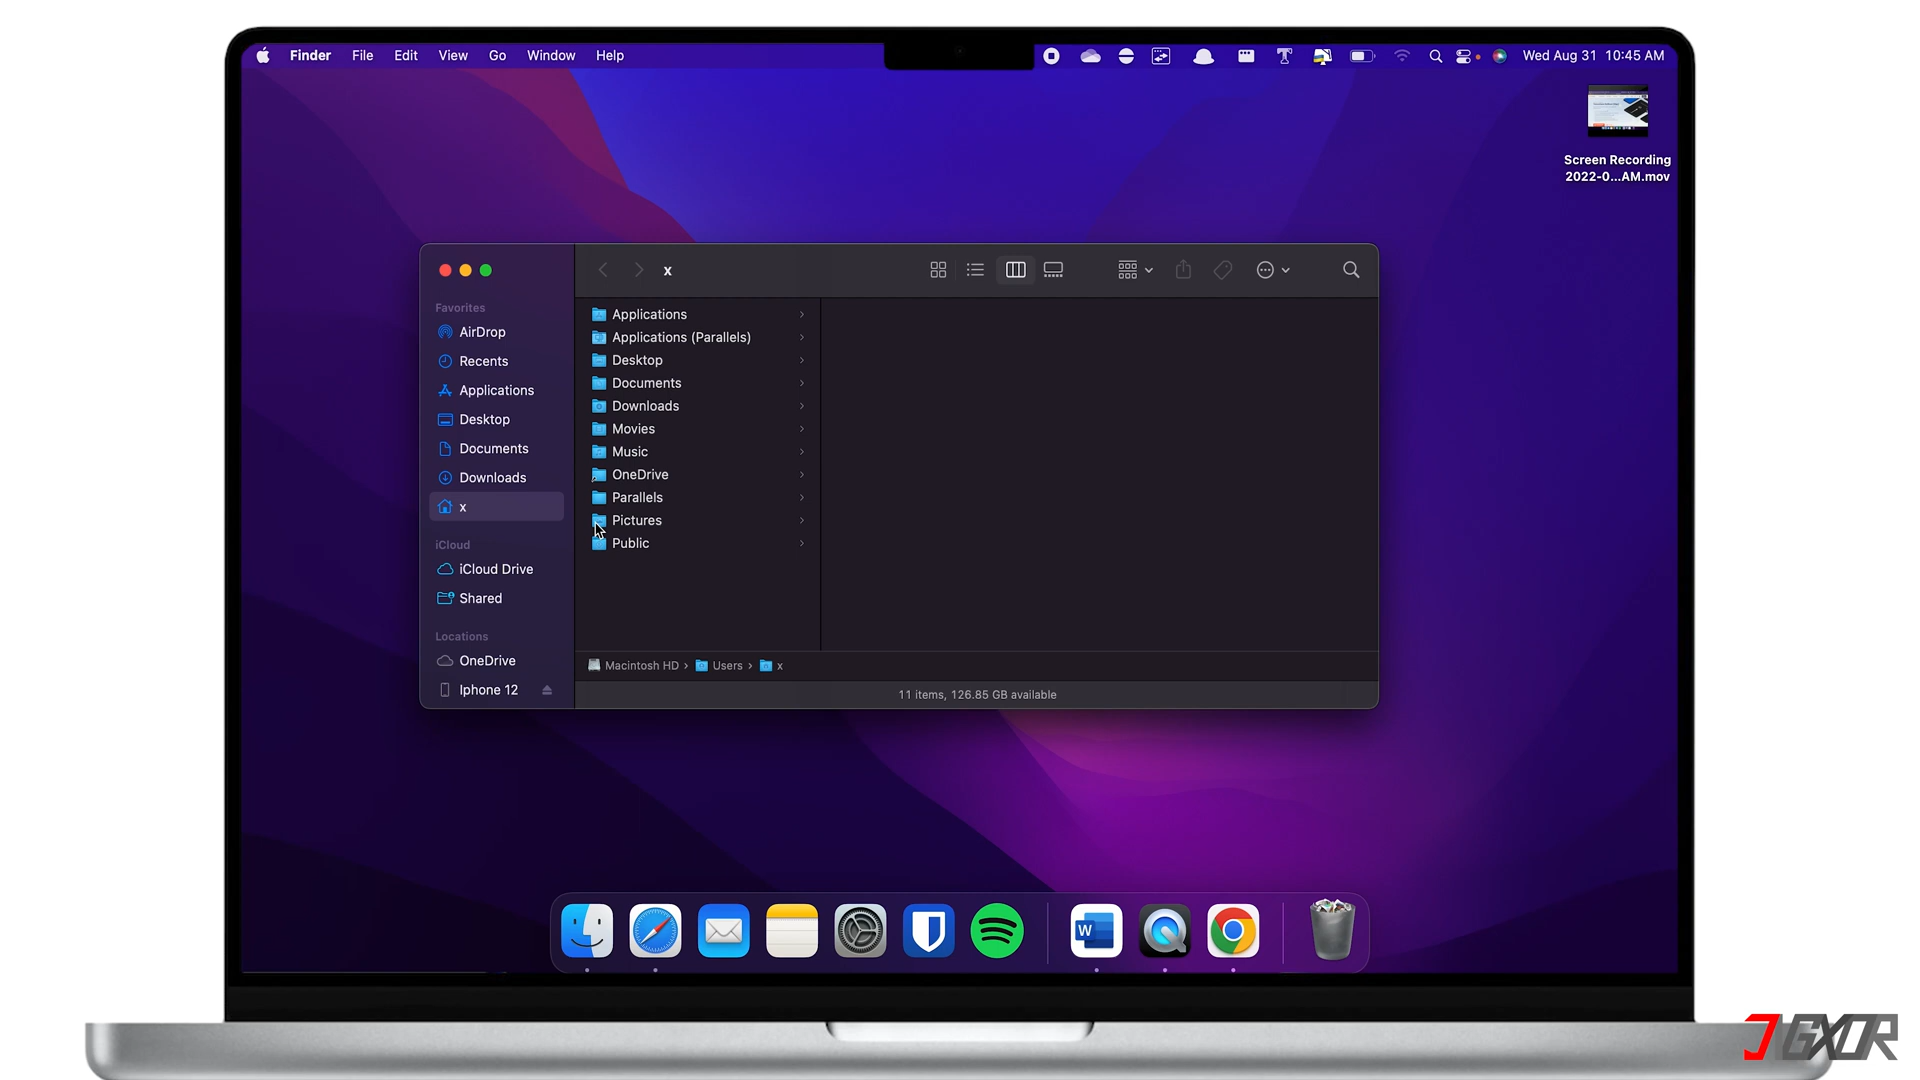 Finder File Edit View Go Window Help
Wed Aug 31 10:45 AM
Screen Recording
2022-0...AM.mov
x
Favorites
AirDrop
Recents
Applications
Desktop
Documents
Downloads
x
iCloud
iCloud Drive
Shared
Locations
OneDrive
Iphone 12
Applications
Applications (Parallels)
Desktop
Documents
Downloads
Movies
Music
OneDrive
Parallels
Pictures
Public
Macintosh HD › Users › x
11 items, 126.85 GB available
W
JGXOR